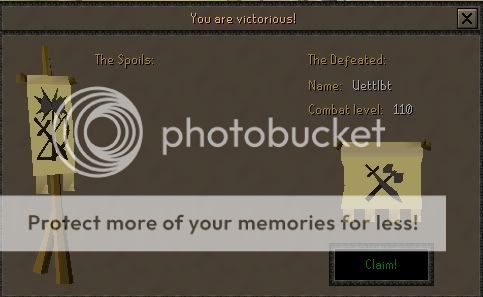 You are victorious!
The Spoils:
The Defeated:
Name: Uettlbt
Combat level: 110
photobucket
Protect more of your memories for less!
Claim!